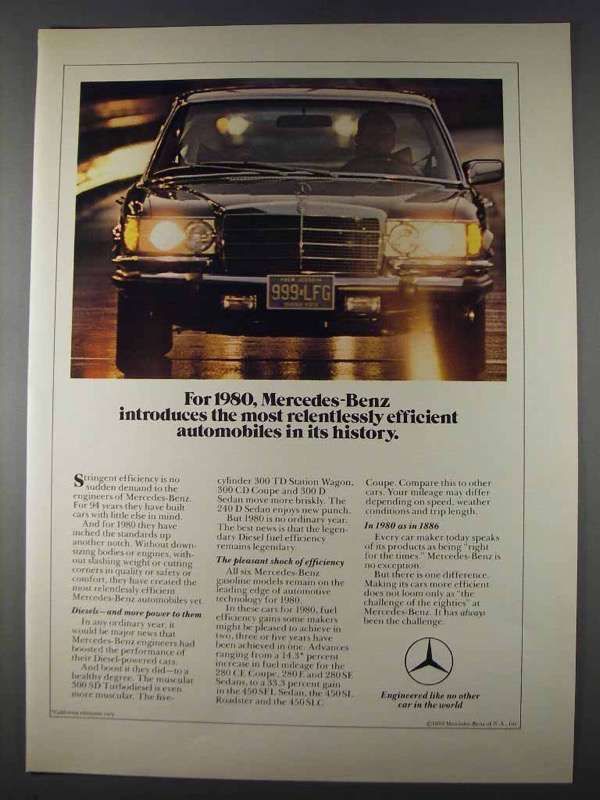 999·LFG
For 1980, Mercedes-Benz
introduces the most relentlessly efficient
automobiles in its history.
Stringent efficiency is no
sudden demand to the
engineers of Mercedes-Benz.
For 94 years they have built
cars with little else in mind.
And for 1980 they have
inched the standards up
another notch. Without down-
sizing bodies or engines, with-
out slashing weight or cutting
corners in quality or safety or
comfort, they have created the
most relentlessly efficient
Mercedes-Benz automobiles yet.
Diesels—and more power to them
In any ordinary year, it
would be major news that
Mercedes-Benz engineers had
boosted the performance of
their Diesel-powered cars.
And boost it they did—to a
healthy degree. The muscular
300 SD Turbodiesel is even
more muscular. The five-
cylinder 300 TD Station Wagon,
300 CD Coupe and 300 D
Sedan move more briskly. The
240 D Sedan enjoys new punch.
But 1980 is no ordinary year.
The best news is that the legen-
dary Diesel fuel efficiency
remains legendary.
The pleasant shock of efficiency
All six Mercedes-Benz
gasoline models remain on the
leading edge of automotive
technology for 1980.
In these cars for 1980, fuel
efficiency gains some makers
might be pleased to achieve in
two, three or five years have
been achieved in one. Advances
ranging from a 14.3* percent
increase in fuel mileage for the
280 CE Coupe, 280 E and 280 SE
Sedans, to a 33.3 percent gain
in the 450 SEL Sedan, the 450 SL
Roadster and the 450 SLC
Coupe. Compare this to other
cars. Your mileage may differ
depending on speed, weather
conditions and trip length.
In 1980 as in 1886
Every car maker today speaks
of its products as being "right
for the times." Mercedes-Benz is
no exception.
But there is one difference.
Making its cars more efficient
does not loom only as "the
challenge of the eighties" at
Mercedes-Benz. It has always
been the challenge.
Engineered like no other
car in the world
*California estimates vary.
Mercedes-Benz of N.A., Inc.